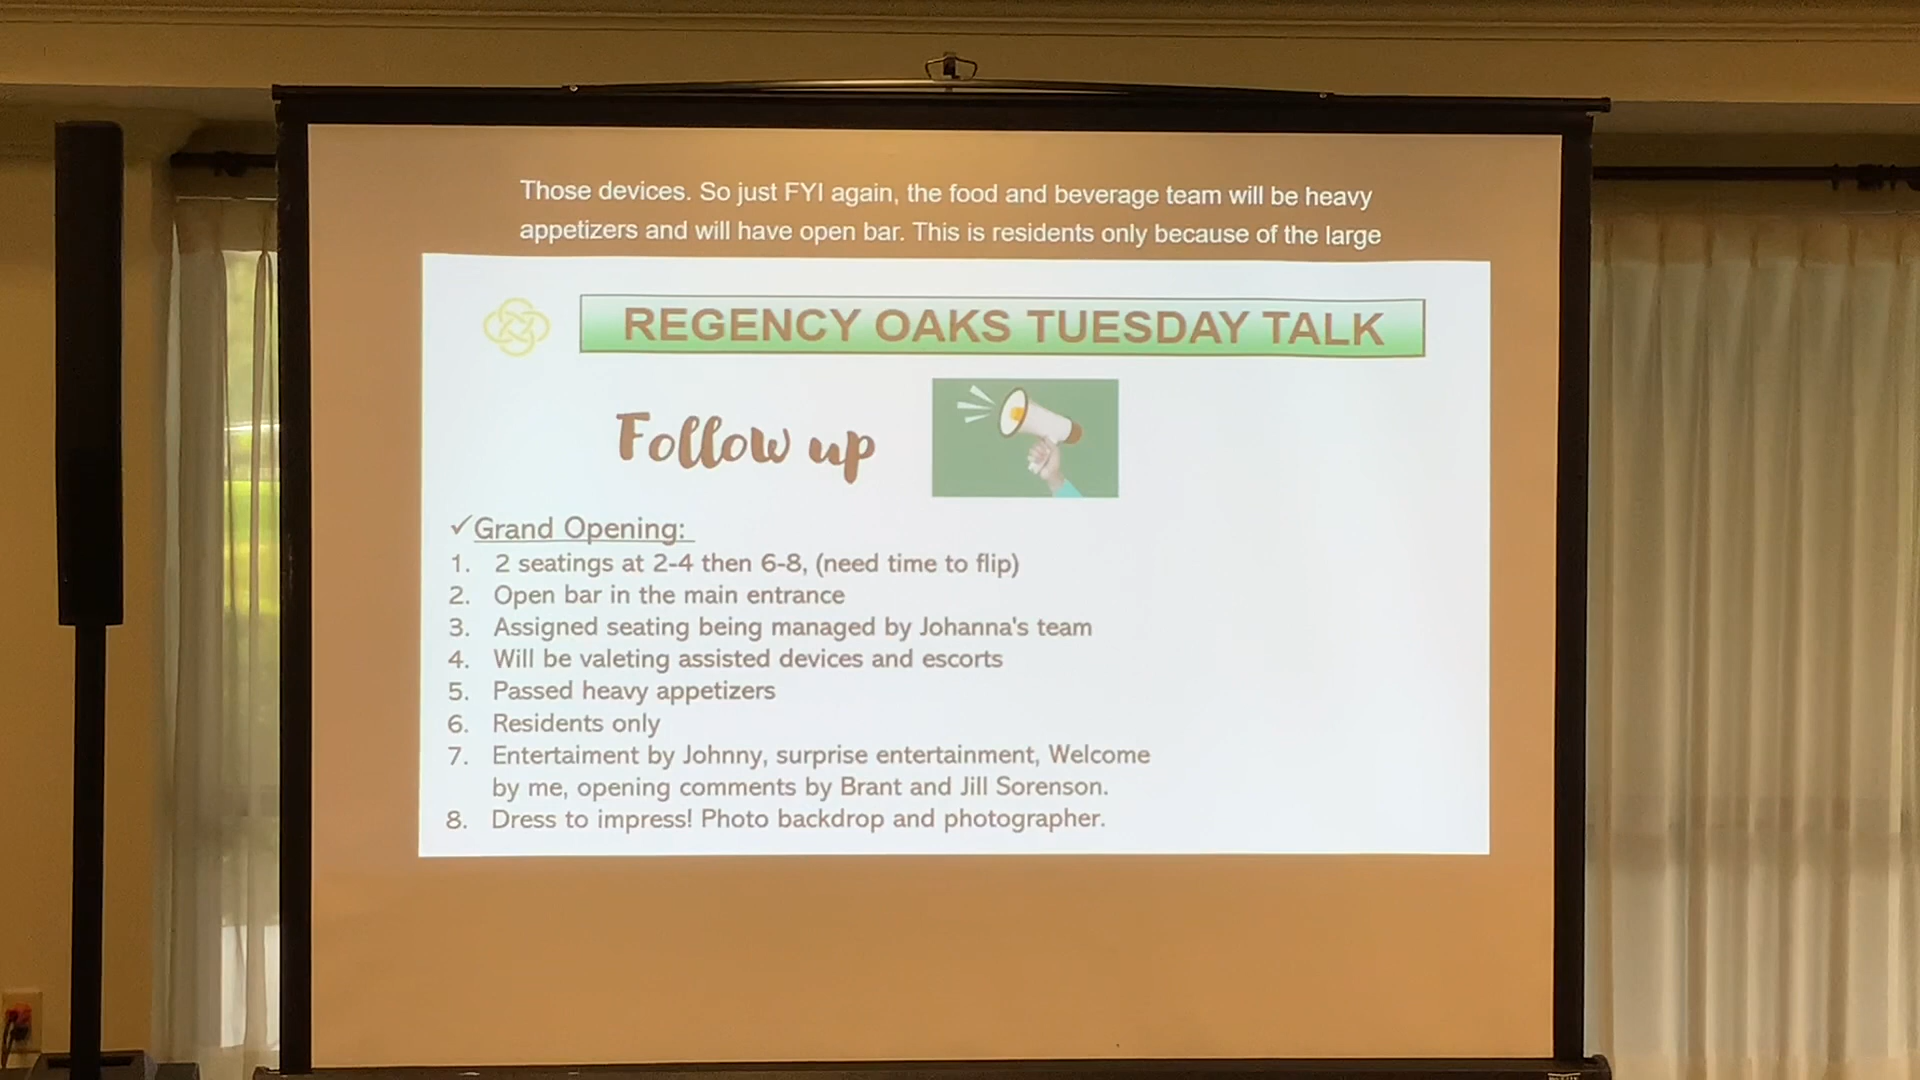 Those devices. So just FYI again, the food and beverage team will be heavy
appetizers and will have open bar. This is residents only because of the large
REGENCY OAKS TUESDAY TALK
Follow up
✓Grand Opening:
1. 2 seatings at 2-4 then 6-8, (need time to flip)
2. Open bar in the main entrance
3. Assigned seating being managed by Johanna's team
4. Will be valeting assisted devices and escorts
5. Passed heavy appetizers
6. Residents only
7. Entertaiment by Johnny, surprise entertainment, Welcome
by me, opening comments by Brant and Jill Sorenson.
8. Dress to impress! Photo backdrop and photographer.